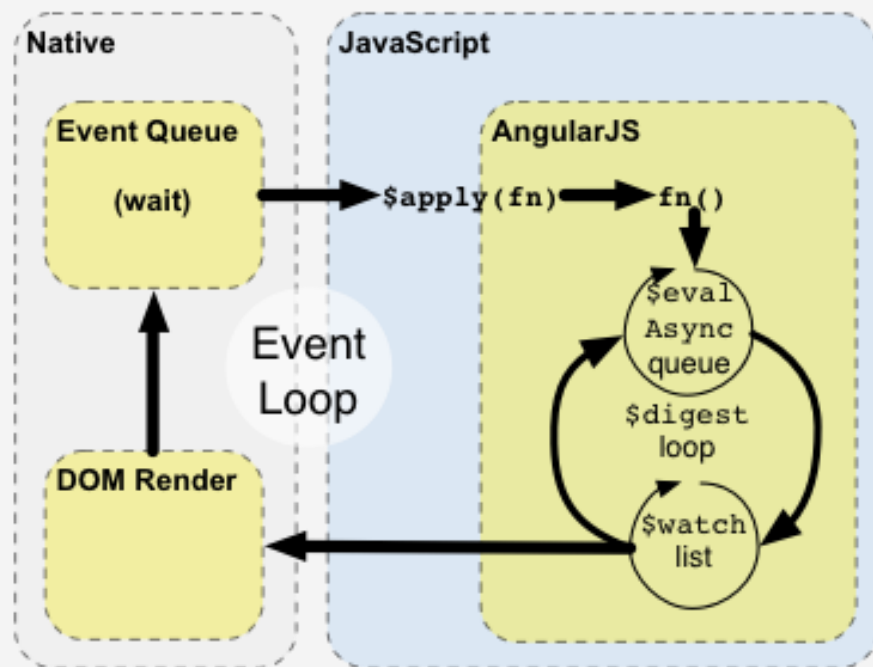 Native
JavaScript
Event Queue
(wait)
AngularJS
$apply(fn)
fn()
$eval
Async
queue
Event
Loop
$digest
loop
DOM Render
$watch
list